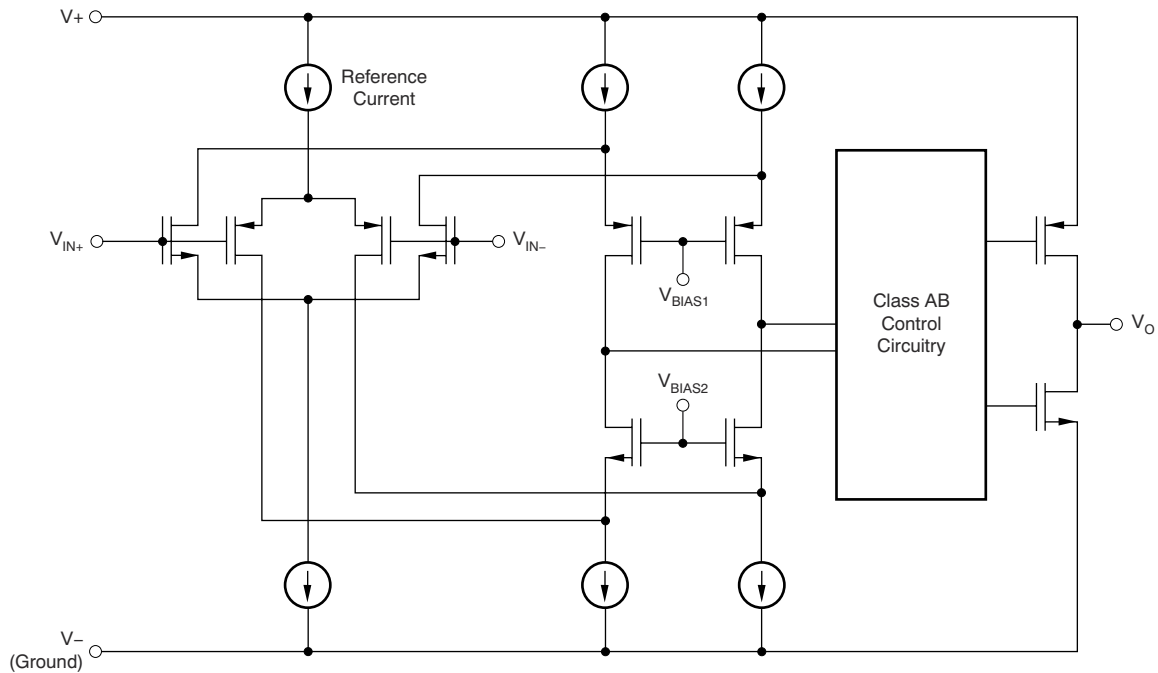 V+
Reference
Current
V_IN+
V_IN−
V_BIAS1
Class AB
Control
Circuitry
V_O
V_BIAS2
V−
(Ground)